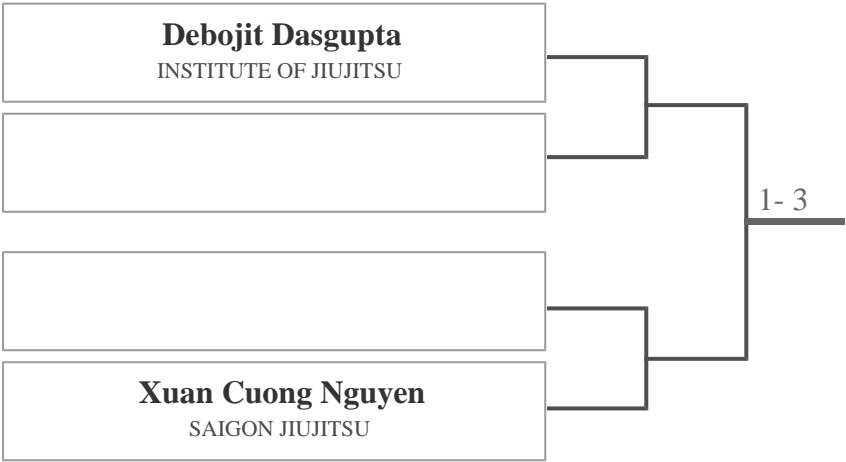 Debojit Dasgupta
INSTITUTE OF JIUJITSU
1- 3
Xuan Cuong Nguyen
SAIGON JIUJITSU